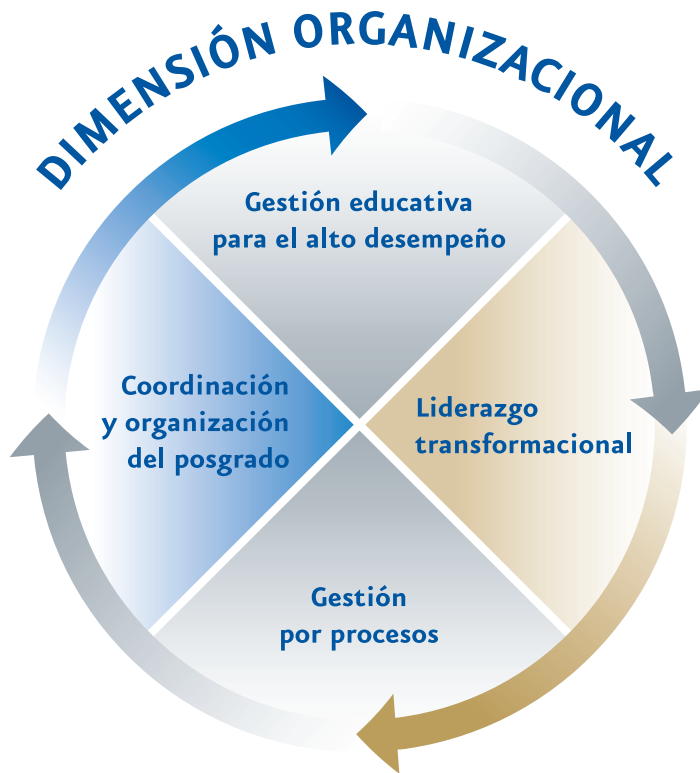 DIMENSIÓN ORGANIZACIONAL
Gestión educativa
para el alto desempeño
Coordinación
y organización
del posgrado
Liderazgo
transformacional
Gestión
por procesos